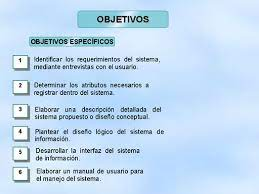 OBJETIVOS
OBJETIVOS ESPECÍFICOS
1 Identificar los requerimientos del sistema,
mediante entrevistas con el usuario.
2 Determinar los atributos necesarios a
registrar dentro del sistema.
3 Elaborar una descripción detallada del
sistema propuesto o diseño conceptual.
4 Plantear el diseño lógico del sistema de
información.
5 Desarrollar la interfaz del sistema
de información.
6 Elaborar un manual de usuario para
el manejo del sistema.